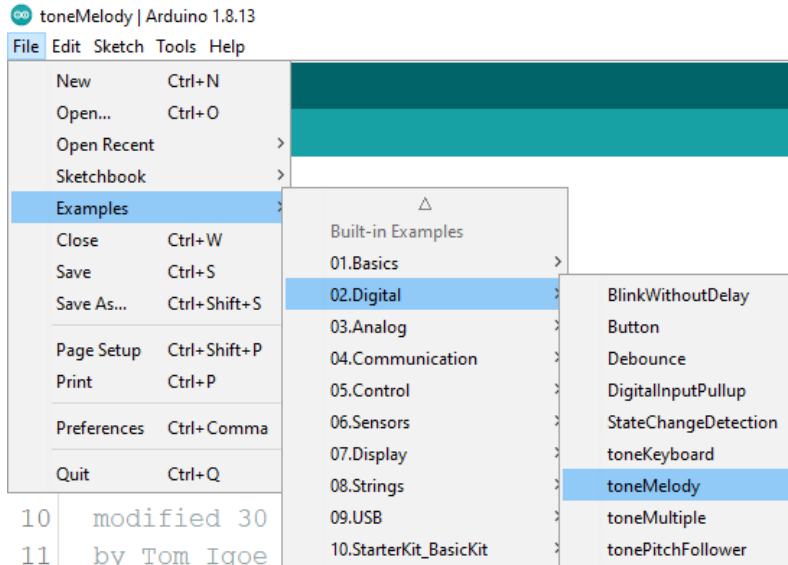 toneMelody | Arduino 1.8.13
File Edit Sketch Tools Help
New Ctrl+N
Open... Ctrl+O
Open Recent
Sketchbook
Examples
Close Ctrl+W
Save Ctrl+S
Save As... Ctrl+Shift+S
Page Setup Ctrl+Shift+P
Print Ctrl+P
Preferences Ctrl+Comma
Quit Ctrl+Q
Built-in Examples
01.Basics
02.Digital
03.Analog
04.Communication
05.Control
06.Sensors
07.Display
08.Strings
09.USB
10.StarterKit_BasicKit
BlinkWithoutDelay
Button
Debounce
DigitalInputPullup
StateChangeDetection
toneKeyboard
toneMelody
toneMultiple
tonePitchFollower
10 modified 30
11 by Tom Igoe